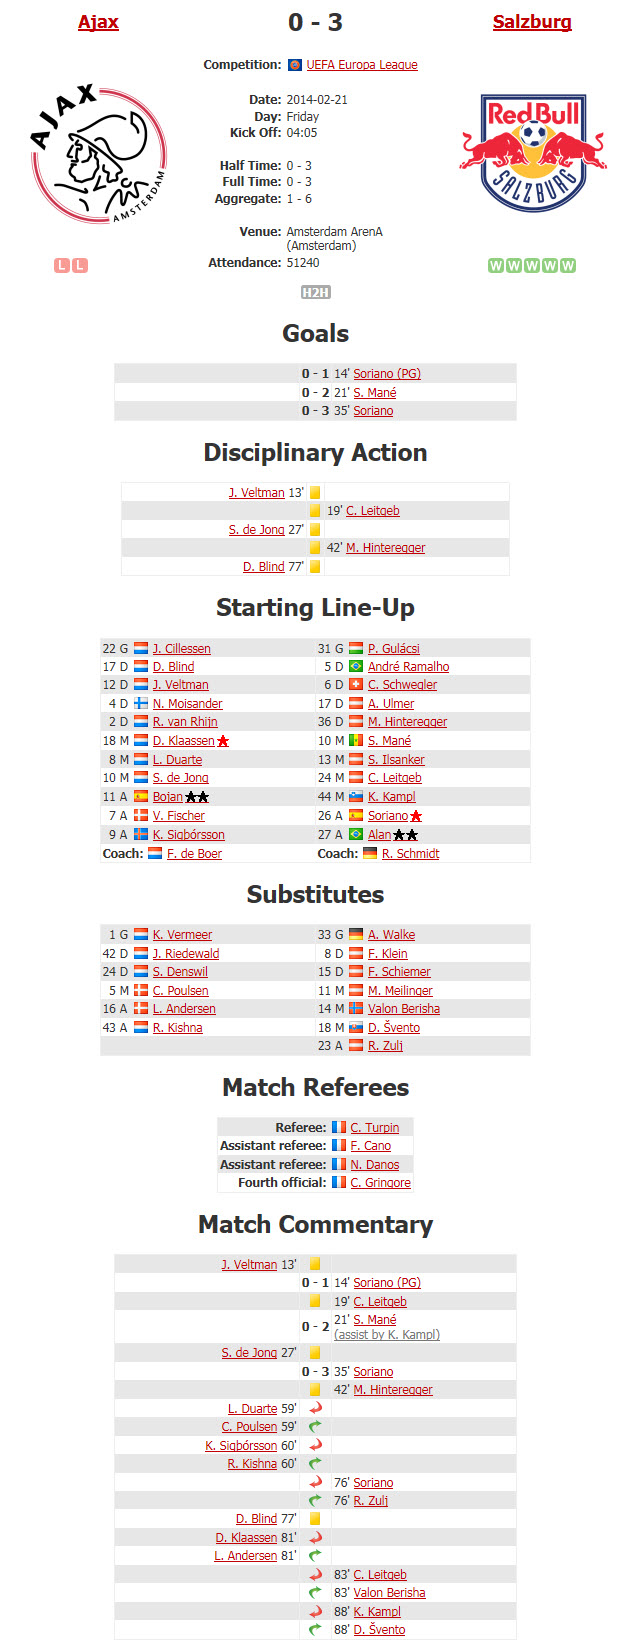 Ajax 0 - 3 Salzburg
Competition: UEFA Europa League
Date: 2014-02-21
Day: Friday
Kick Off: 04:05
Half Time: 0 - 3
Full Time: 0 - 3
Aggregate: 1 - 6
Venue: Amsterdam ArenA
(Amsterdam)
Attendance: 51240
AJAX
AMSTERDAM
Red Bull
SALZBURG
L L
W W W W W
H2H
Goals
0 - 1 14' Soriano (PG)
0 - 2 21' S. Mané
0 - 3 35' Soriano
Disciplinary Action
J. Veltman 13'
19' C. Leitgeb
S. de Jong 27'
42' M. Hinteregger
D. Blind 77'
Starting Line-Up
22 G J. Cillessen 31 G P. Gulácsi
17 D D. Blind 5 D André Ramalho
12 D J. Veltman 6 D C. Schwegler
4 D N. Moisander 17 D A. Ulmer
2 D R. van Rhijn 36 D M. Hinteregger
18 M D. Klaassen 10 M S. Mané
8 M L. Duarte 13 M S. Ilsanker
10 M S. de Jong 24 M C. Leitgeb
11 A Bojan 44 M K. Kampl
7 A V. Fischer 26 A Soriano
9 A K. Sigþórsson 27 A Alan
Coach: F. de Boer Coach: R. Schmidt
Substitutes
1 G K. Vermeer 33 G A. Walke
42 D J. Riedewald 8 D F. Klein
24 D S. Denswil 15 D F. Schiemer
5 M C. Poulsen 11 M M. Meilinger
16 A L. Andersen 14 M Valon Berisha
43 A R. Kishna 18 M D. Švento
23 A R. Zulj
Match Referees
Referee: C. Turpin
Assistant referee: F. Cano
Assistant referee: N. Danos
Fourth official: C. Gringore
Match Commentary
J. Veltman 13'
0 - 1 14' Soriano (PG)
19' C. Leitgeb
0 - 2 21' S. Mané
(assist by K. Kampl)
S. de Jong 27'
0 - 3 35' Soriano
42' M. Hinteregger
L. Duarte 59'
C. Poulsen 59'
K. Sigþórsson 60'
R. Kishna 60'
76' Soriano
76' R. Zulj
D. Blind 77'
D. Klaassen 81'
L. Andersen 81'
83' C. Leitgeb
83' Valon Berisha
88' K. Kampl
88' D. Švento